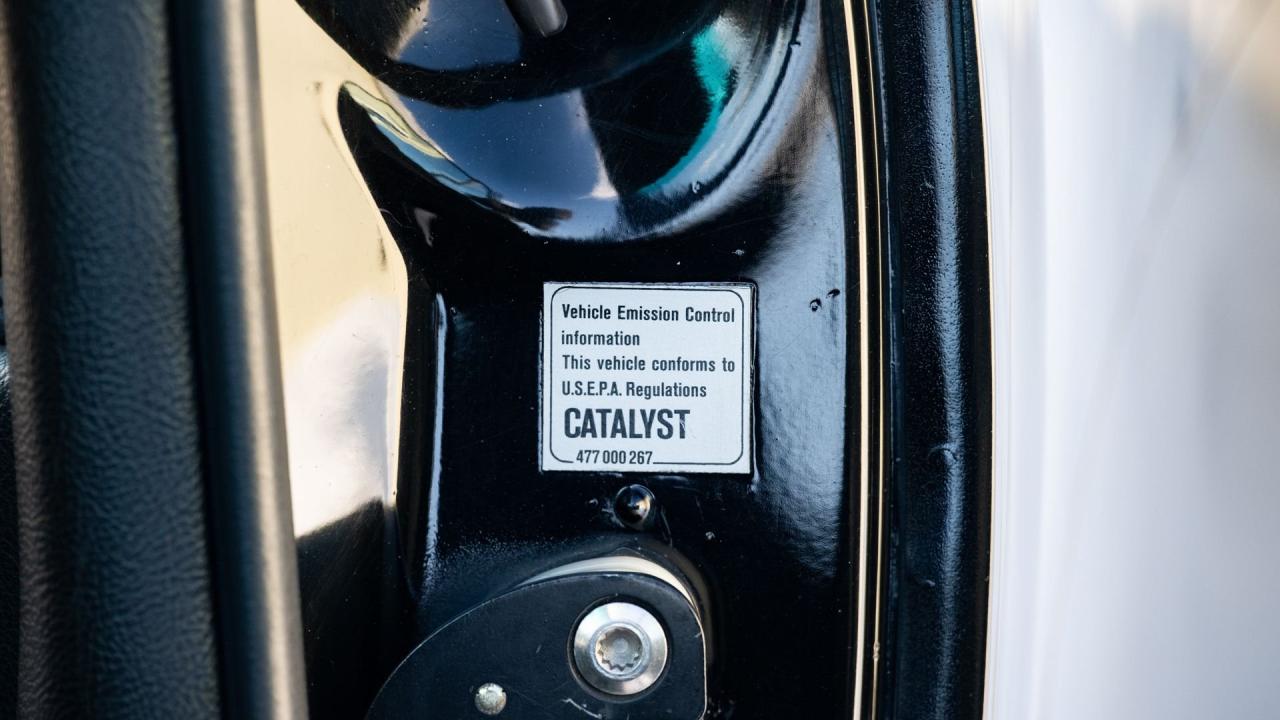 Vehicle Emission Control
information
This vehicle conforms to
U.S.E.P.A. Regulations
CATALYST
477 000 267